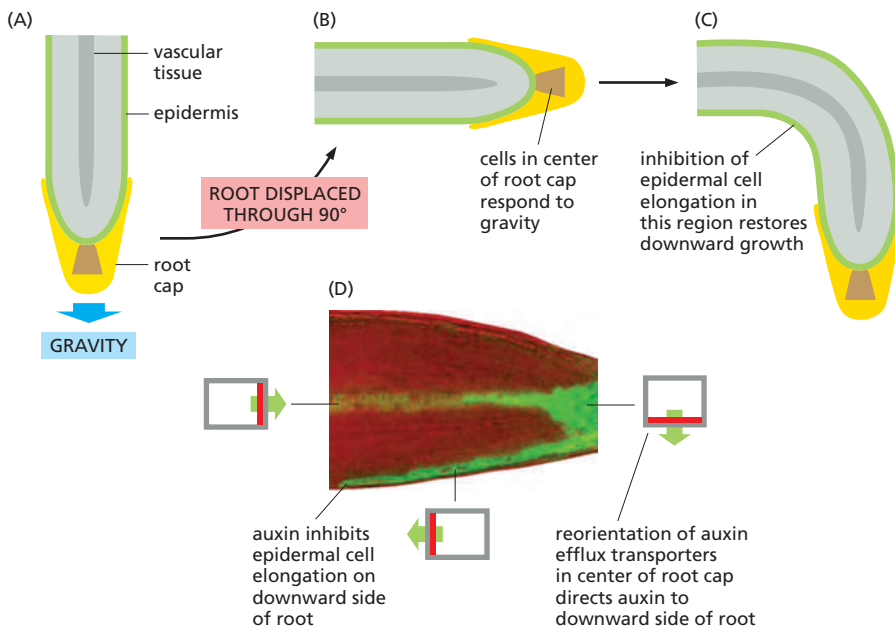 (A)
vascular
tissue
epidermis
root
cap
GRAVITY
ROOT DISPLACED
THROUGH 90°
(B)
cells in center
of root cap
respond to
gravity
(C)
inhibition of
epidermal cell
elongation in
this region restores
downward growth
(D)
auxin inhibits
epidermal cell
elongation on
downward side
of root
reorientation of auxin
efflux transporters
in center of root cap
directs auxin to
downward side of root